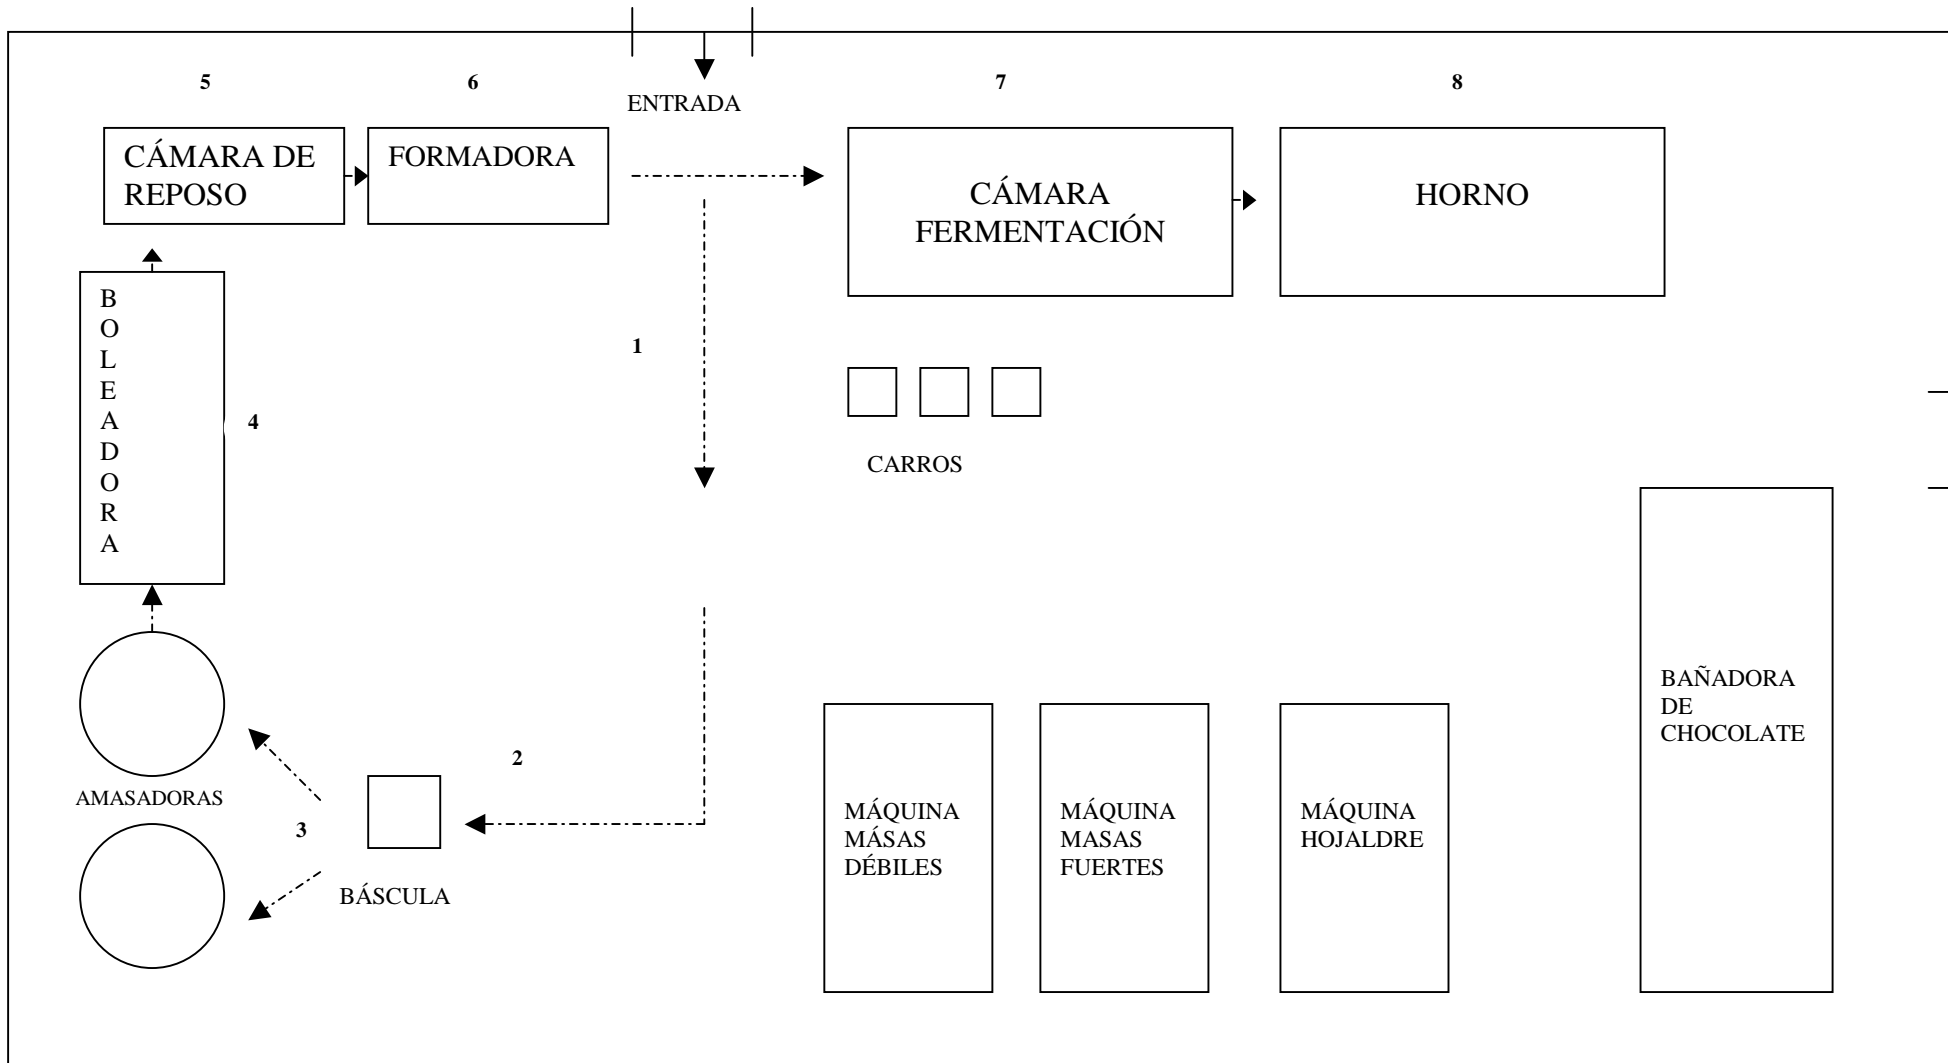 5
6
7
8
ENTRADA
CÁMARA DE
REPOSO
FORMADORA
CÁMARA
FERMENTACIÓN
HORNO
B
O
L
E
A
D
O
R
A
1
4
CARROS
BAÑADORA
DE
CHOCOLATE
2
AMASADORAS
3
BÁSCULA
MÁQUINA
MÁSAS
DÉBILES
MÁQUINA
MASAS
FUERTES
MÁQUINA
HOJALDRE